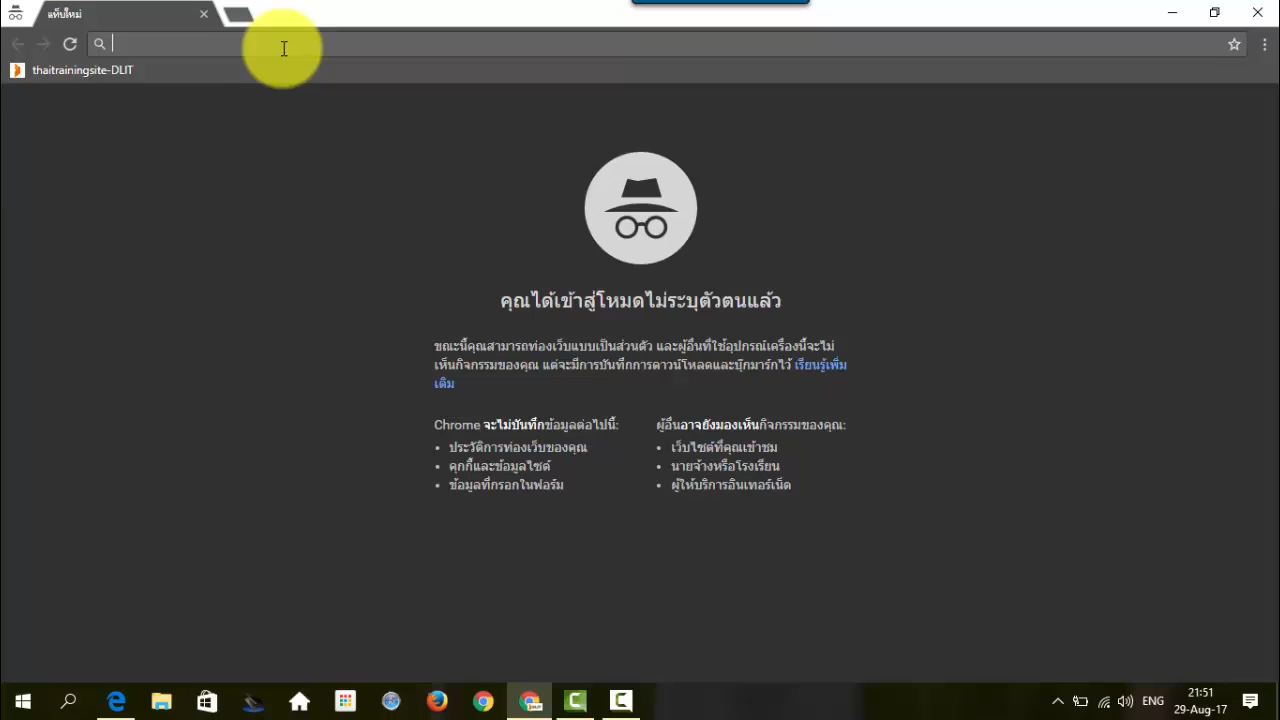 แท็บใหม่
thaitrainingsite-DLIT
คุณได้เข้าสู่โหมดไม่ระบุตัวตนแล้ว
ขณะนี้คุณสามารถท่องเว็บแบบเป็นส่วนตัว และผู้อื่นที่ใช้อุปกรณ์เครื่องนี้จะไม่
เห็นกิจกรรมของคุณ แต่จะมีการบันทึกการดาวน์โหลดและบุ๊กมาร์กไว้ เรียนรู้เพิ่ม
เติม
Chrome จะไม่บันทึกข้อมูลต่อไปนี้:
• ประวัติการท่องเว็บของคุณ
• คุกกี้และข้อมูลไซต์
• ข้อมูลที่กรอกในฟอร์ม
ผู้อื่นอาจยังมองเห็นกิจกรรมของคุณ:
• เว็บไซต์ที่คุณเข้าชม
• นายจ้างหรือโรงเรียน
• ผู้ให้บริการอินเทอร์เน็ต
ENG
21:51
29-Aug-17